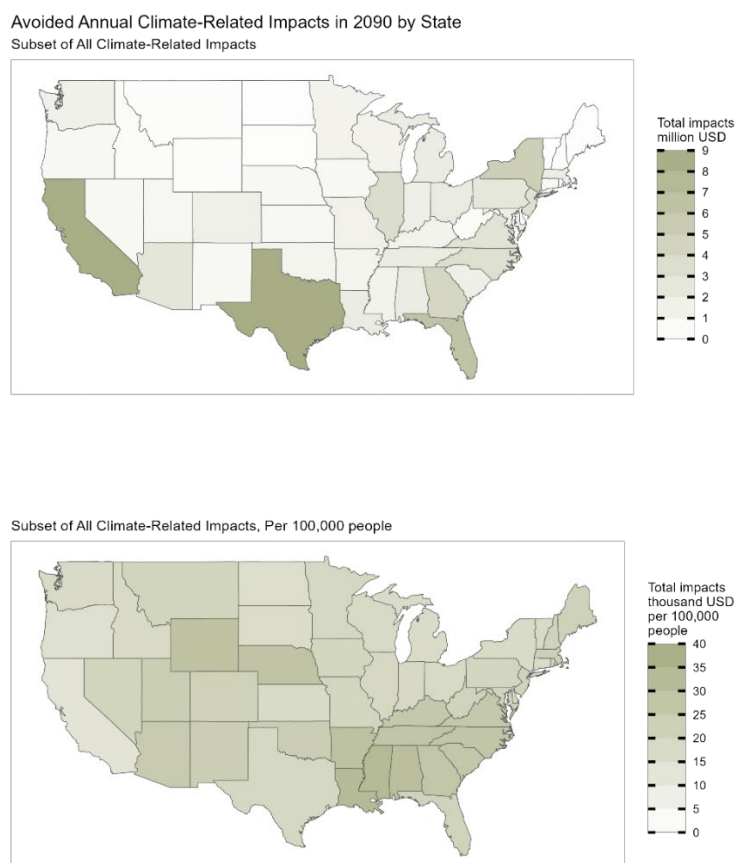 Avoided Annual Climate-Related Impacts in 2090 by State
Subset of All Climate-Related Impacts
Total impacts
million USD
9
8
7
6
5
4
3
2
1
0
Subset of All Climate-Related Impacts, Per 100,000 people
Total impacts
thousand USD
per 100,000
people
40
35
30
25
20
15
10
5
0